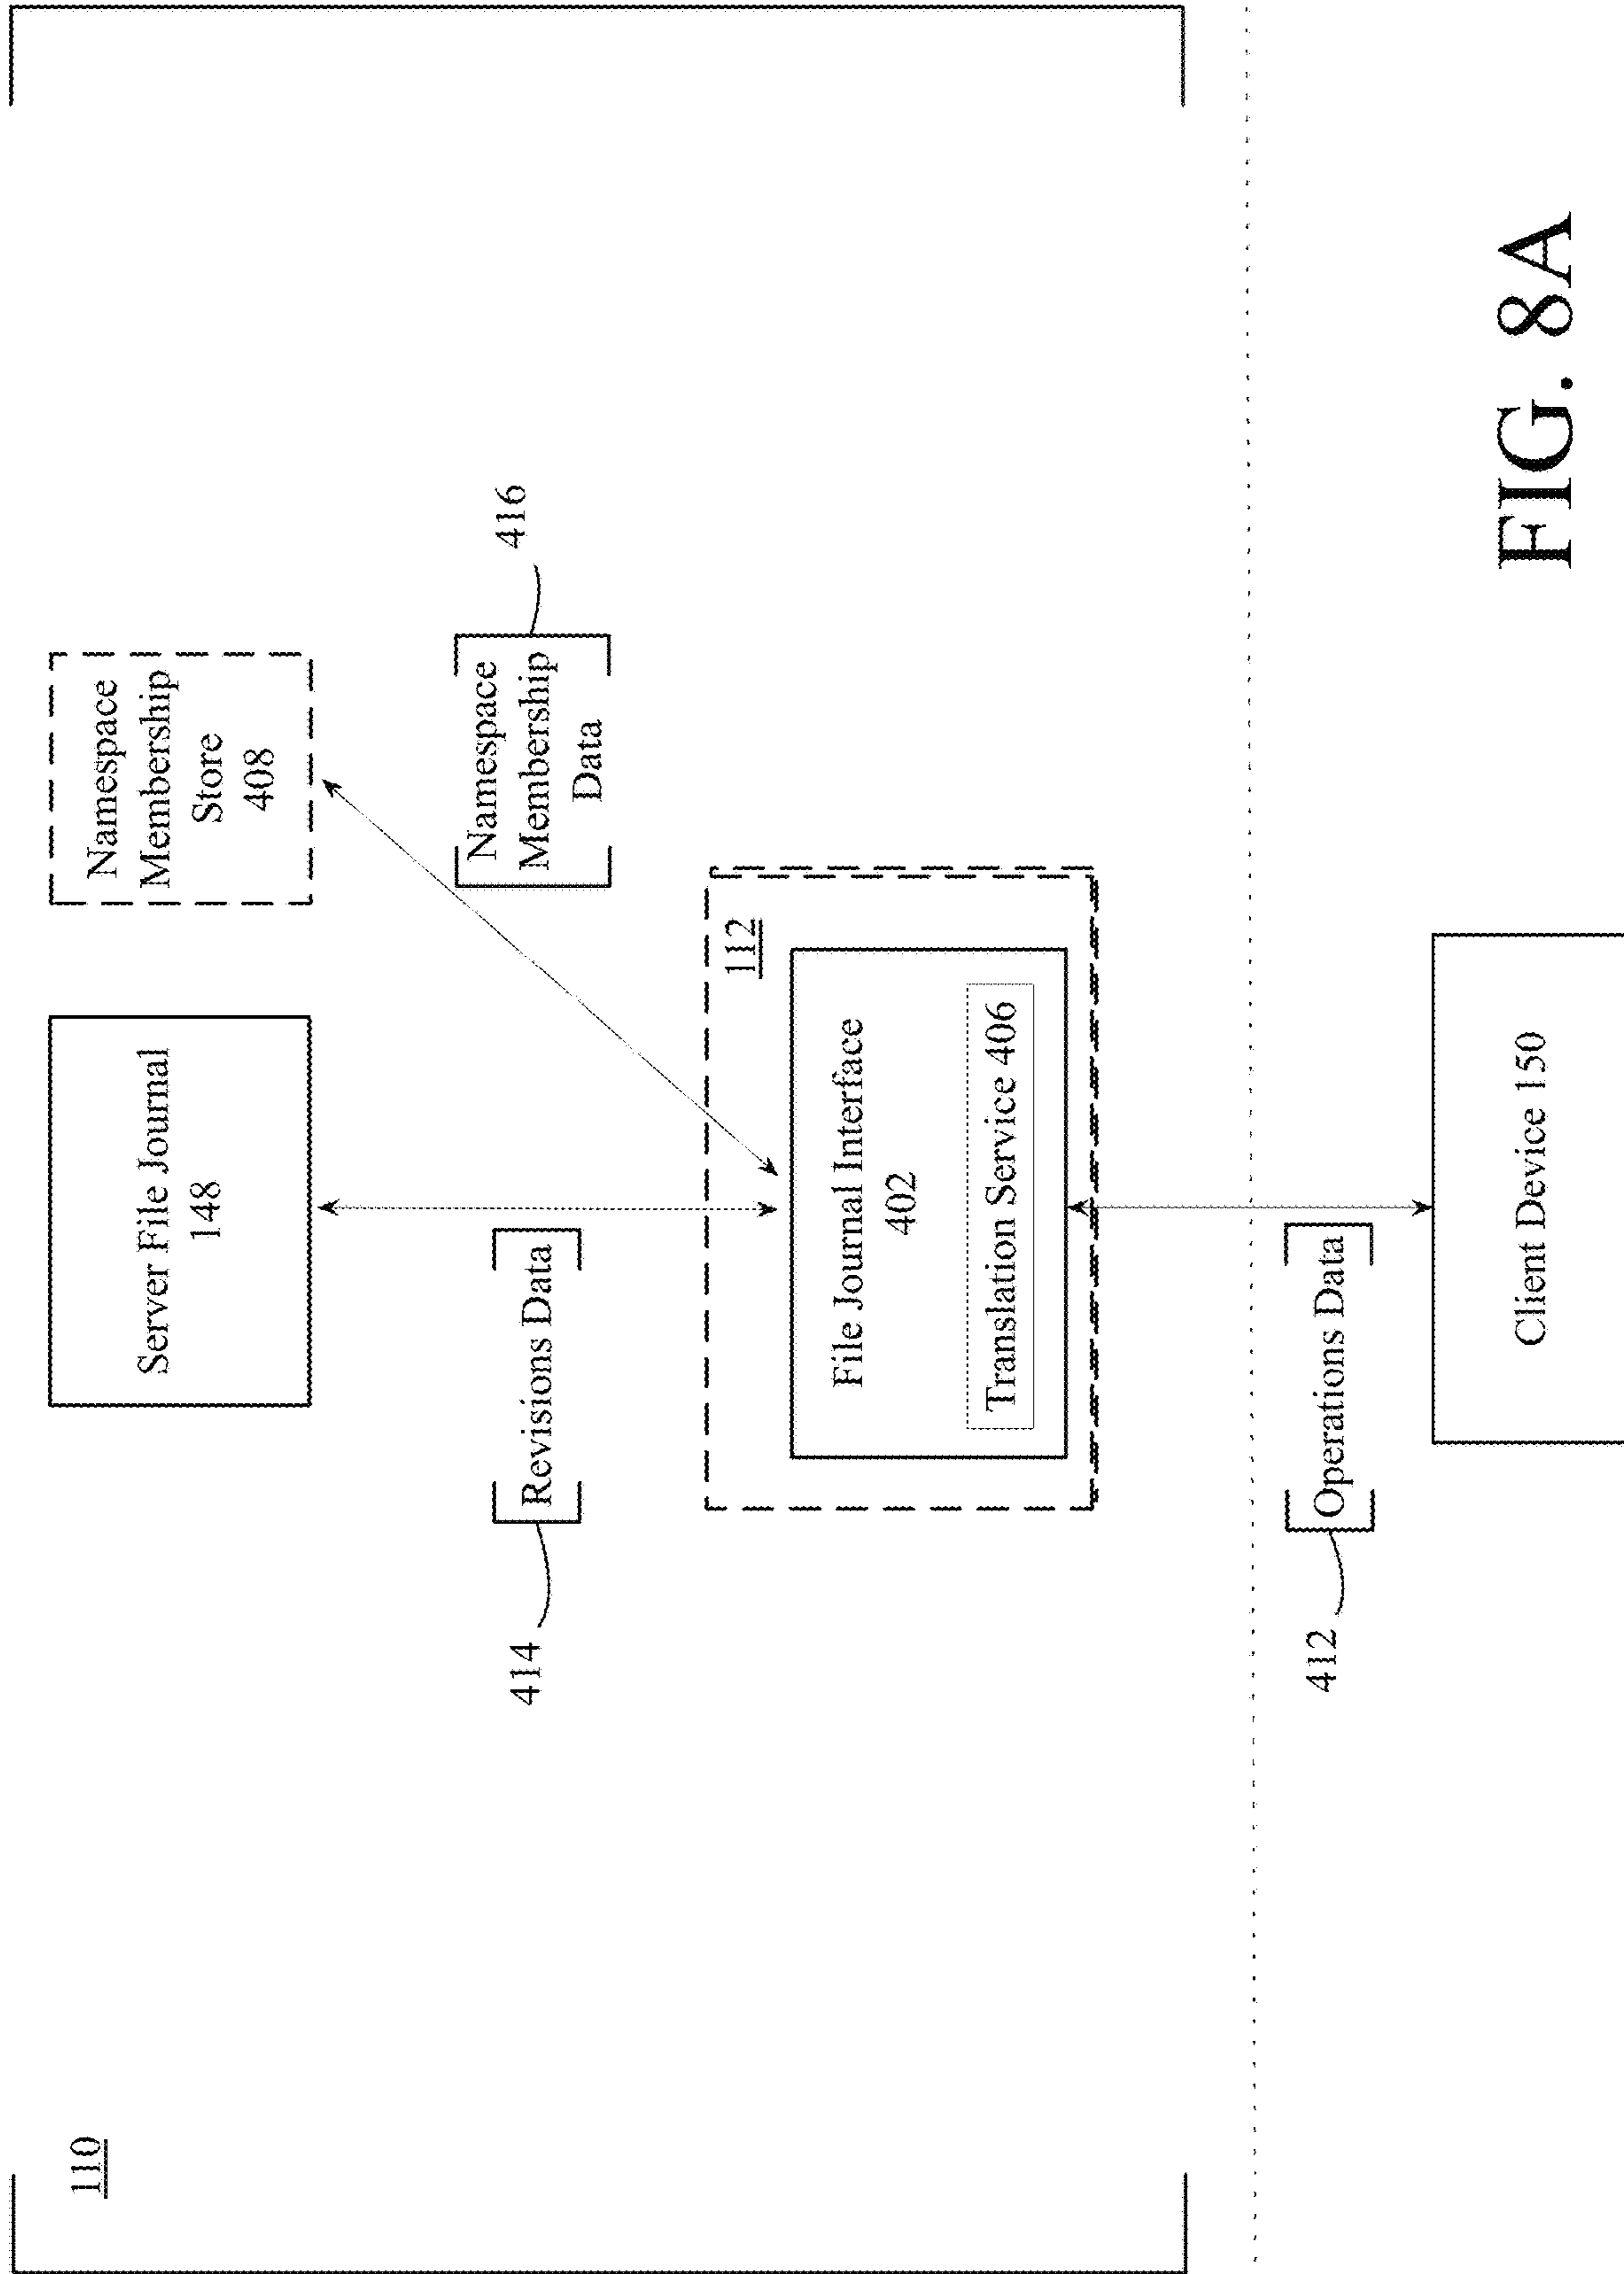 110
Server File Journal
148
Namespace
Membership
Store
408
414
Revisions Data
Namespace
Membership
Data
416
112
File Journal Interface
402
Translation Service 406
412
Operations Data
Client Device 150
FIG. 8A